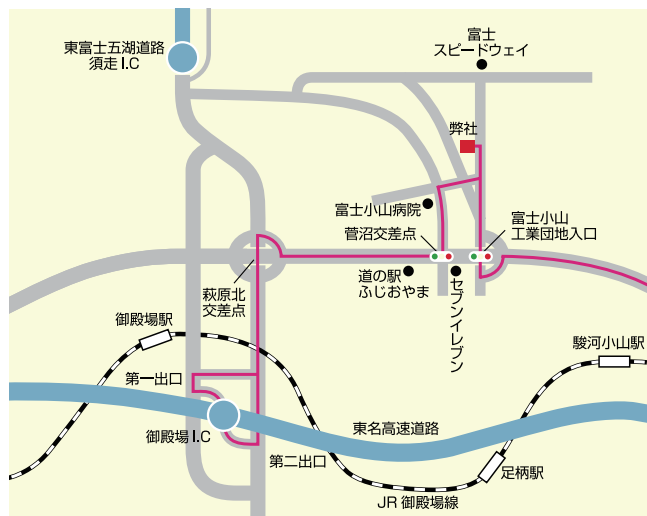 東富士五湖道路
須走I.C
富士
スピードウェイ
弊社
富士小山病院
菅沼交差点
富士小山
工業団地入口
道の駅
ふじおやま
セブンイレブン
萩原北
交差点
御殿場駅
第一出口
御殿場I.C
第二出口
東名高速道路
駿河小山駅
足柄駅
JR御殿場線